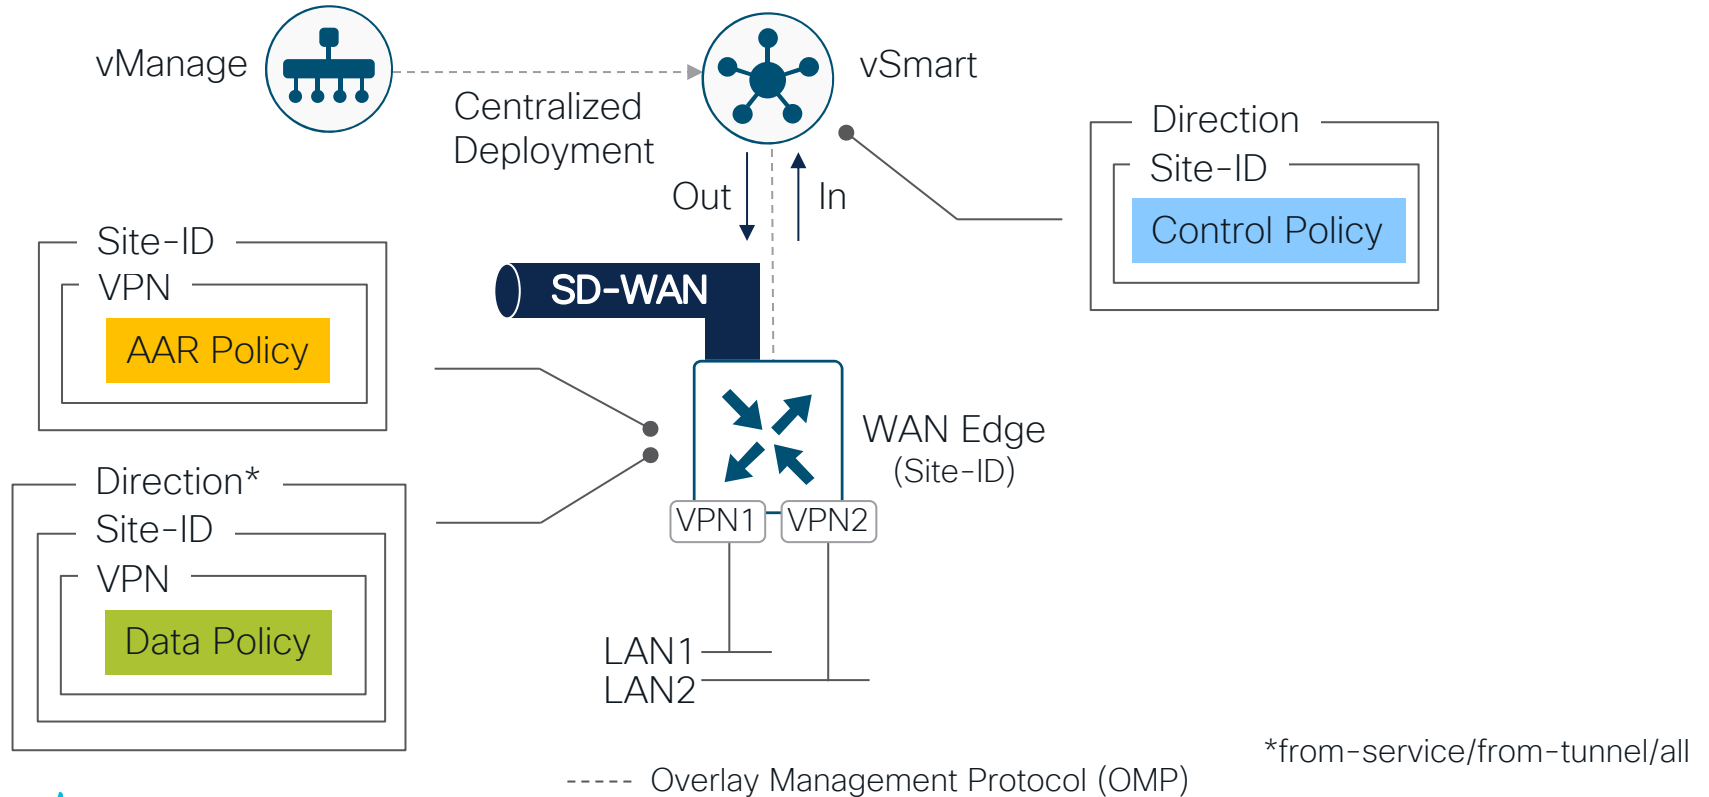 vManage
vSmart
Centralized
Deployment
Out
In
Direction
Site-ID
Control Policy
Site-ID
VPN
AAR Policy
SD-WAN
WAN Edge
(Site-ID)
Direction*
Site-ID
VPN
Data Policy
VPN1
VPN2
LAN1
LAN2
*from-service/from-tunnel/all
Overlay Management Protocol (OMP)